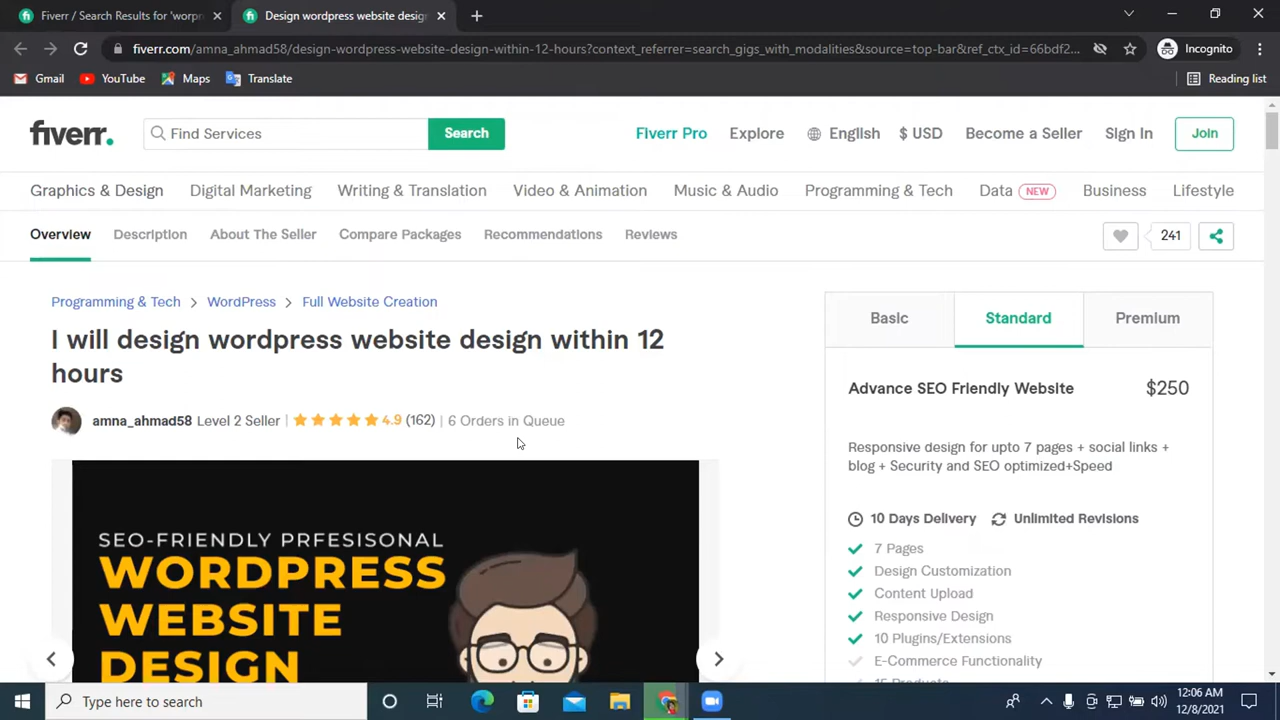 Fiverr / Search Results for 'worpr
Design wordpress website design
fiverr.com/amna_ahmad58/design-wordpress-website-design-within-12-hours?context_referrer=search_gigs_with_modalities&source=top-bar&ref_ctx_id=66bdf2...
Incognito
Gmail YouTube Maps Translate Reading list
fiverr. Find Services Search Fiverr Pro Explore English $ USD Become a Seller Sign In Join
Graphics & Design Digital Marketing Writing & Translation Video & Animation Music & Audio Programming & Tech Data NEW Business Lifestyle
Overview Description About The Seller Compare Packages Recommendations Reviews 241
Programming & Tech > WordPress > Full Website Creation
I will design wordpress website design within 12
hours
amna_ahmad58 Level 2 Seller | 4.9 (162) | 6 Orders in Queue
SEO-FRIENDLY PRFESISONAL
WORDPRESS
WEBSITE
DESIGN
Basic Standard Premium
Advance SEO Friendly Website $250
Responsive design for upto 7 pages + social links +
blog + Security and SEO optimized+Speed
10 Days Delivery Unlimited Revisions
7 Pages
Design Customization
Content Upload
Responsive Design
10 Plugins/Extensions
E-Commerce Functionality
15 Products
Type here to search
12:06 AM
12/8/2021